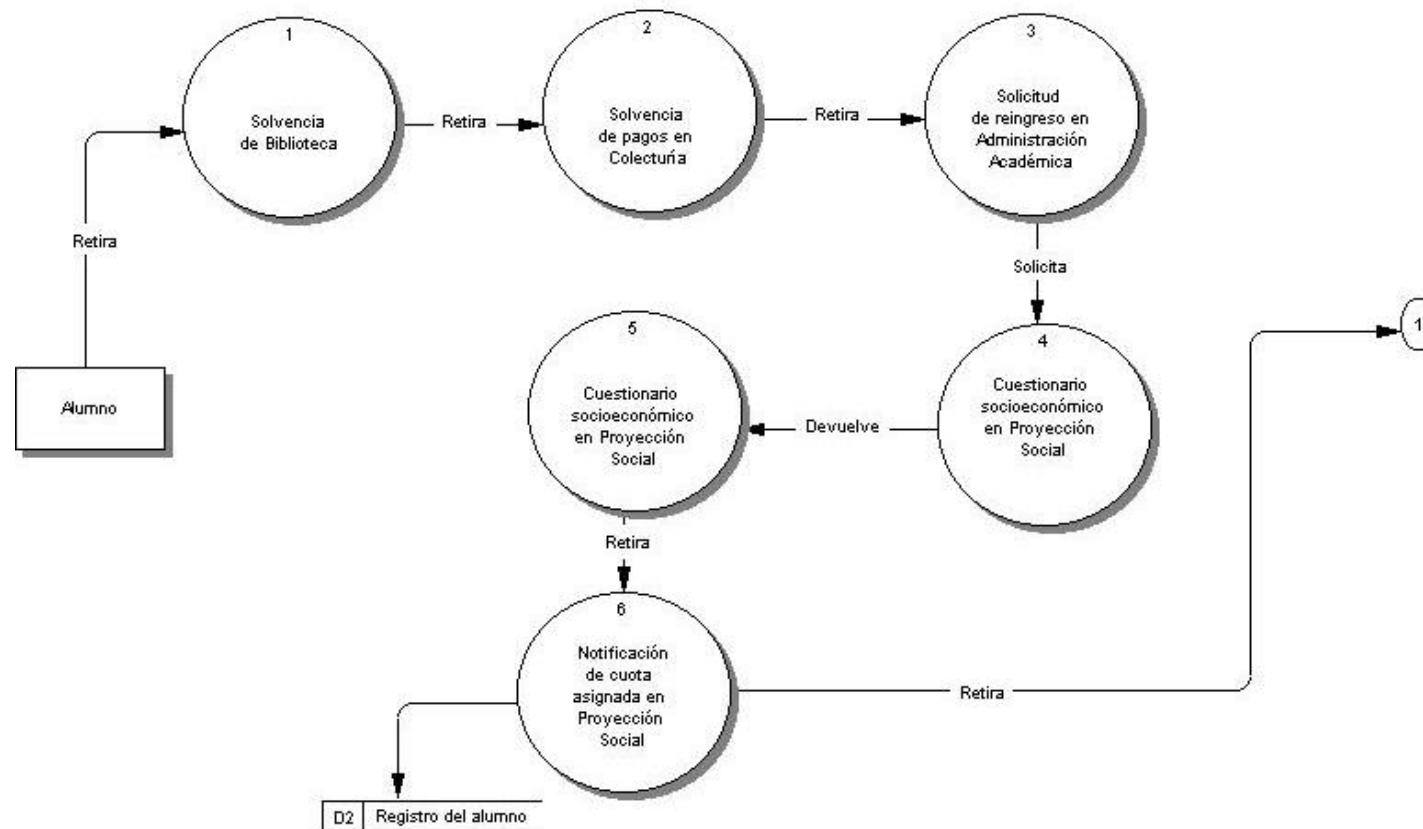 1
Solvencia
de Biblioteca
Retira
2
Solvencia
de pagos en
Colecturía
Retira
3
Solicitud
de reingreso en
Administración
Académica
Retira
Solicita
Alumno
5
Cuestionario
socioeconómico
en Proyección
Social
Devuelve
4
Cuestionario
socioeconómico
en Proyección
Social
1
Retira
6
Notificación
de cuota
asignada en
Proyección
Social
Retira
D2 Registro del alumno